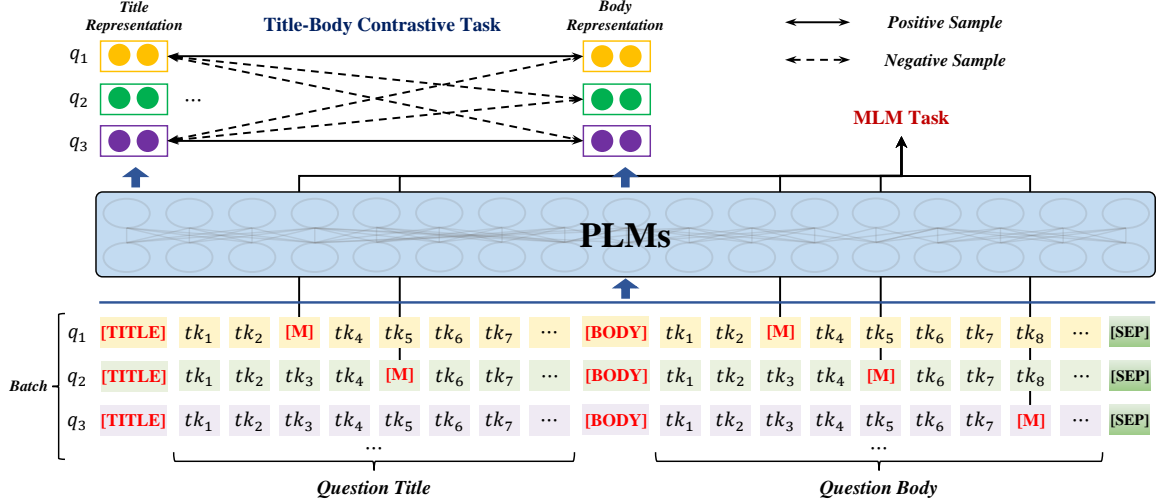 Title Representation
Title-Body Contrastive Task
Body Representation
Positive Sample
Negative Sample
q₁
q₂ ...
q₃
MLM Task
PLMs
Batch
q₁ [TITLE] tk₁ tk₂ [M] tk₄ tk₅ tk₆ tk₇ ... [BODY] tk₁ tk₂ [M] tk₄ tk₅ tk₆ tk₇ tk₈ ... [SEP]
q₂ [TITLE] tk₁ tk₂ tk₃ tk₄ [M] tk₆ tk₇ ... [BODY] tk₁ tk₂ tk₃ tk₄ [M] tk₆ tk₇ tk₈ ... [SEP]
q₃ [TITLE] tk₁ tk₂ tk₃ tk₄ tk₅ tk₆ tk₇ ... [BODY] tk₁ tk₂ tk₃ tk₄ tk₅ tk₆ tk₇ [M] ... [SEP]
... ...
Question Title
Question Body